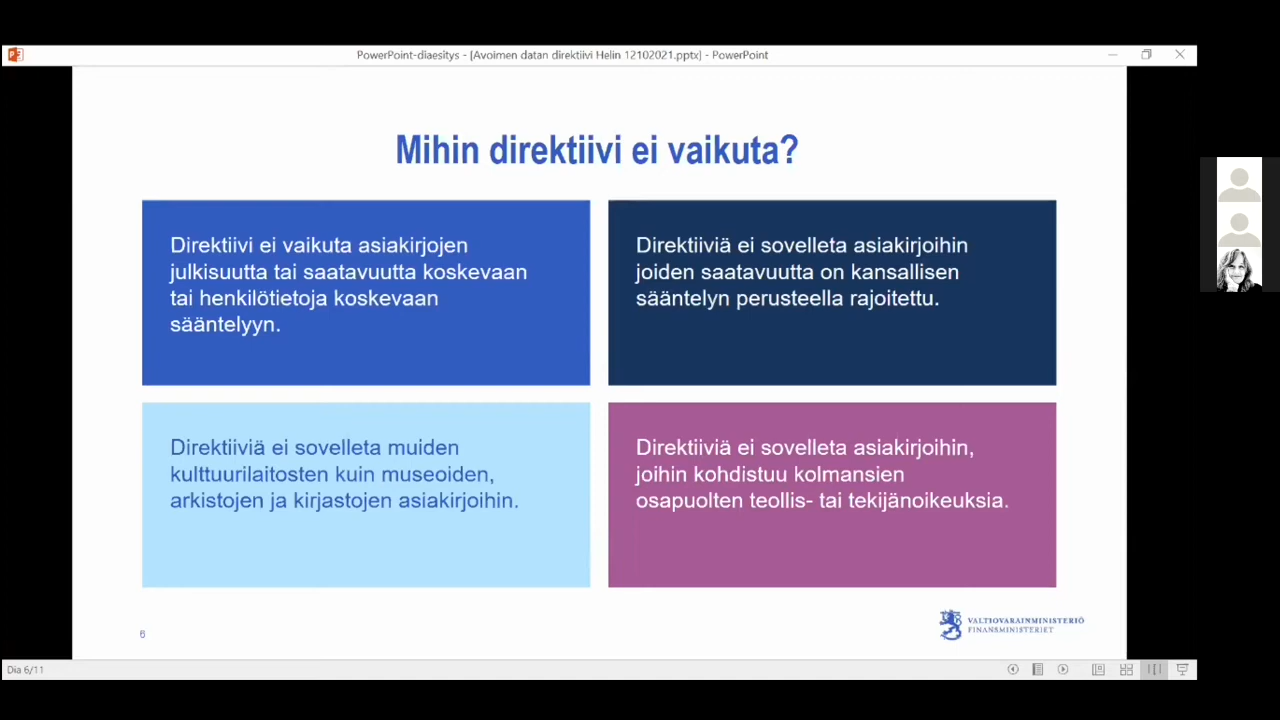 PowerPoint-diaesitys - [Avoimen datan direktiivi Helin 12102021.pptx] - PowerPoint
Mihin direktiivi ei vaikuta?
Direktiivi ei vaikuta asiakirjojen
julkisuutta tai saatavuutta koskevaan
tai henkilötietoja koskevaan
sääntelyyn.
Direktiiviä ei sovelleta asiakirjoihin
joiden saatavuutta on kansallisen
sääntelyn perusteella rajoitettu.
Direktiiviä ei sovelleta muiden
kulttuurilaitosten kuin museoiden,
arkistojen ja kirjastojen asiakirjoihin.
Direktiiviä ei sovelleta asiakirjoihin,
joihin kohdistuu kolmansien
osapuolten teollis- tai tekijänoikeuksia.
6
VALTIOVARAINMINISTERIÖ
FINANSMINISTERIET
Dia 6/11